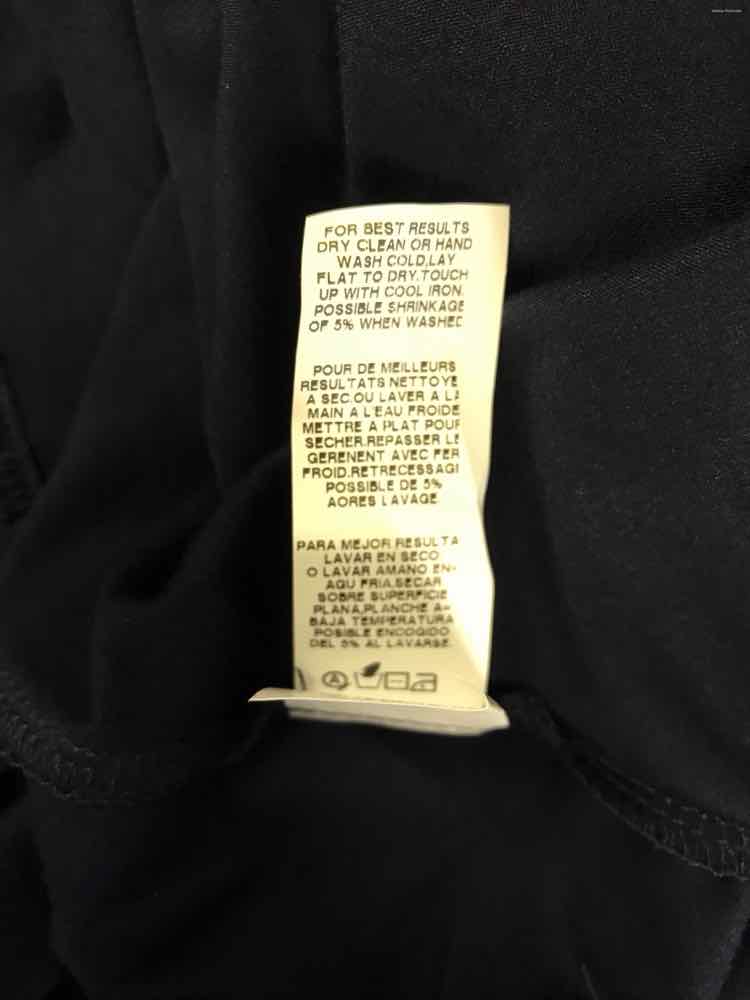 FOR BEST RESULTS
DRY CLEAN OR HAND
WASH COLD,LAY
FLAT TO DRY.TOUCH
UP WITH COOL IRON.
POSSIBLE SHRINKAGE
OF 5% WHEN WASHED
POUR DE MEILLEURS
RESULTATS NETTOYE
A SEC.OU LAVER A LA
MAIN A L'EAU FROIDE
METTRE A PLAT POUR
SECHER.REPASSER LE
GERENENT AVEC FER
FROID.RETRECESSAGI
POSSIBLE DE 5%
AORES LAVAGE
PARA MEJOR RESULTA
LAVAR EN SECO
O LAVAR AMANO EN-
AQU FRIA.SECAR
SOBRE SUPERFICIE
PLANA,PLANCHE A-
BAJA TEMPERATURA
POSIBLE ENCOGIDO
DEL 5% AL LAVARSE.